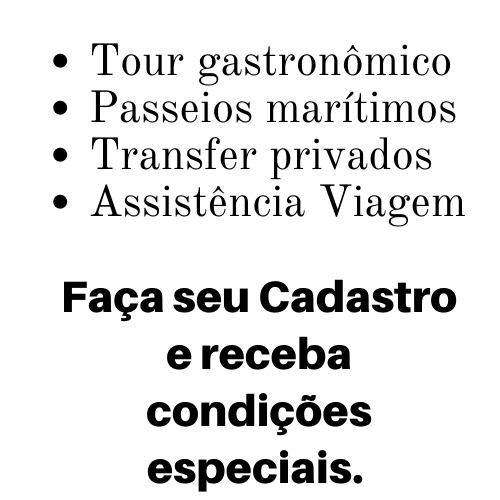 • Tour gastronômico
• Passeios marítimos
• Transfer privados
• Assistência Viagem
Faça seu Cadastro
e receba
condições
especiais.